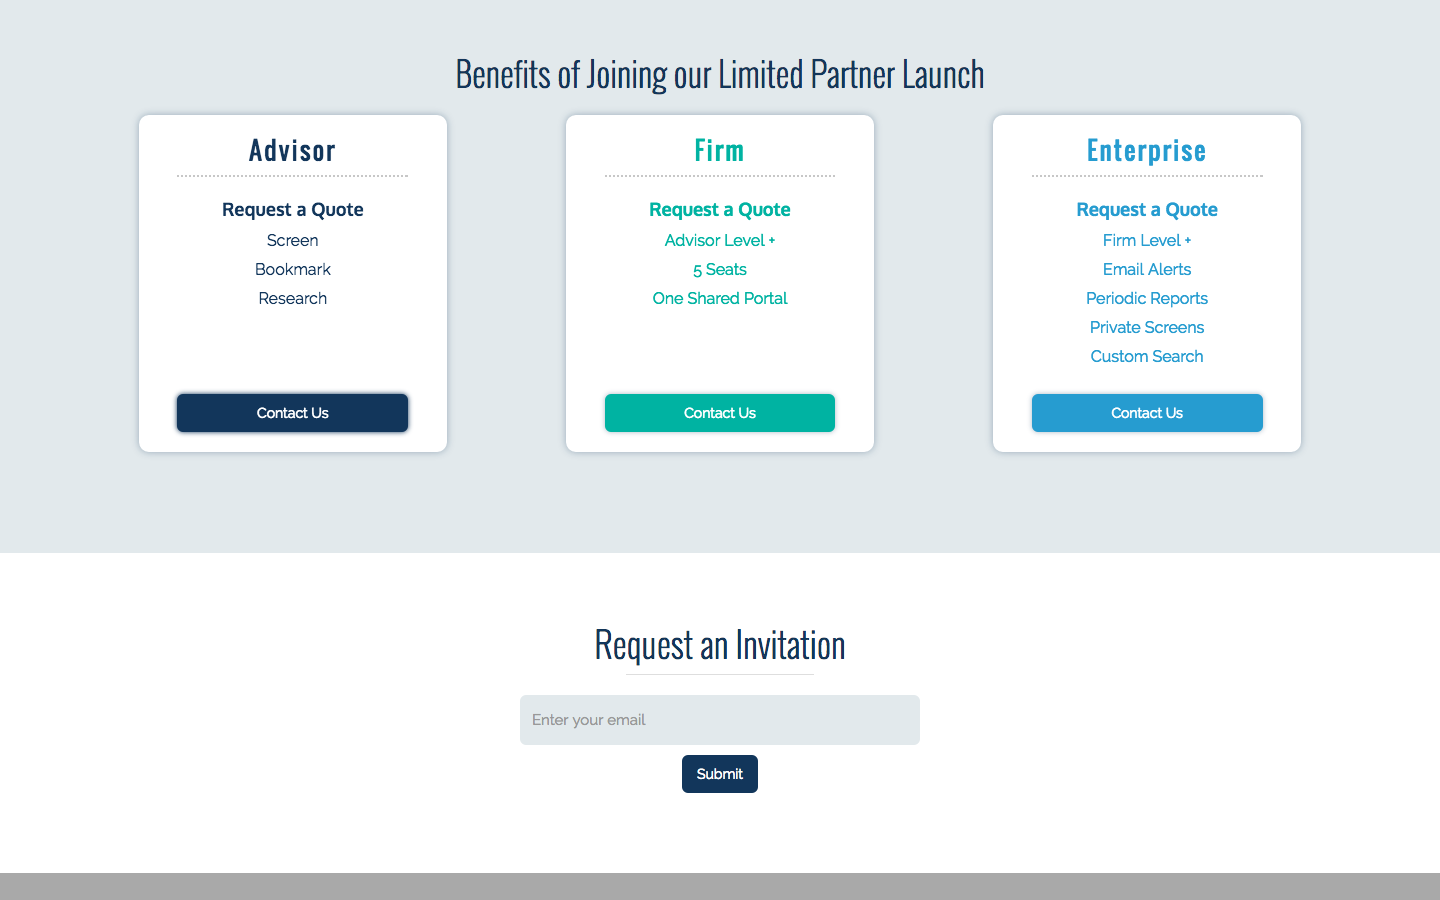 Benefits of Joining our Limited Partner Launch
Advisor
Request a Quote
Screen
Bookmark
Research
Contact Us
Firm
Request a Quote
Advisor Level +
5 Seats
One Shared Portal
Contact Us
Enterprise
Request a Quote
Firm Level +
Email Alerts
Periodic Reports
Private Screens
Custom Search
Contact Us
Request an Invitation
Enter your email
Submit